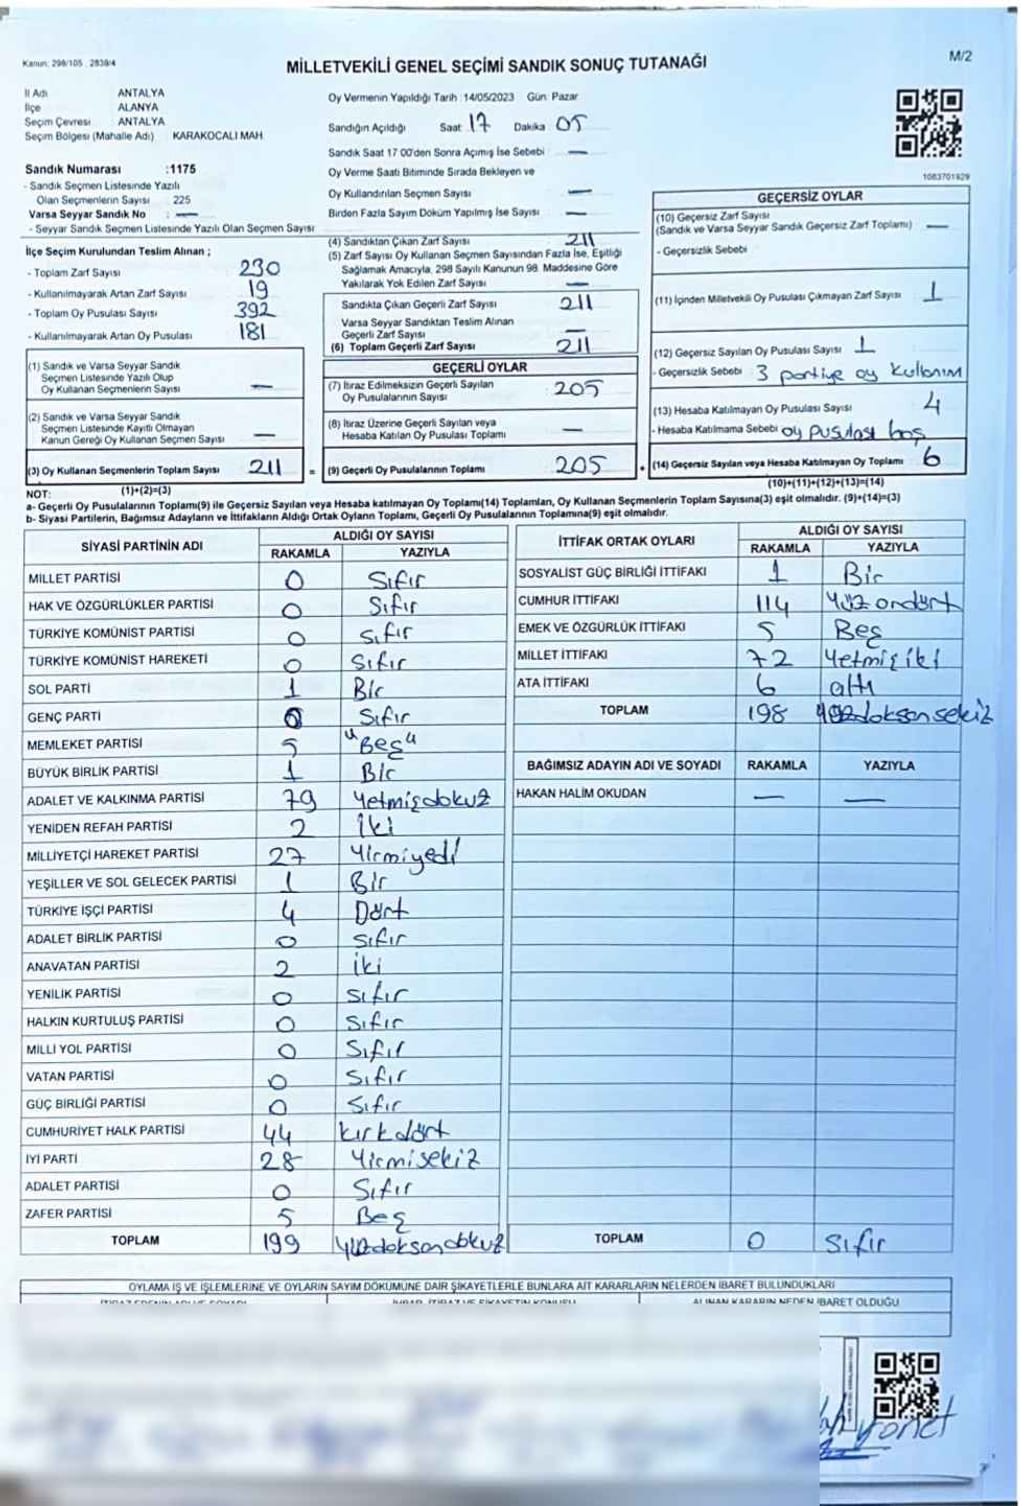 Kanun: 298/105 , 2839/4
M/2
MİLLETVEKİLİ GENEL SEÇİMİ SANDIK SONUÇ TUTANAĞI
İl Adı ANTALYA
İlçe ALANYA
Seçim Çevresi ANTALYA
Seçim Bölgesi (Mahalle Adı) KARAKOCALI MAH.
Sandık Numarası :1175
- Sandık Seçmen Listesinde Yazılı
Olan Seçmenlerin Sayısı 225
Varsa Seyyar Sandık No : —
- Seyyar Sandık Seçmen Listesinde Yazılı Olan Seçmen Sayısı
Oy Vermenin Yapıldığı Tarih :14/05/2023 Gün: Pazar
Sandığın Açıldığı Saat 17 Dakika 05
Sandık Saat 17 00'den Sonra Açımış İse Sebebi : —
Oy Verme Saati Bitiminde Sırada Bekleyen ve
Oy Kullandırılan Seçmen Sayısı —
Birden Fazla Sayım Döküm Yapılmış İse Sayısı —
1083701929
İlçe Seçim Kurulundan Teslim Alınan ;
- Toplam Zarf Sayısı 230
- Kullanılmayarak Artan Zarf Sayısı 19
- Toplam Oy Pusulası Sayısı 392
- Kullanılmayarak Artan Oy Pusulası 181
(1) Sandık ve Varsa Seyyar Sandık
Seçmen Listesinde Yazılı Olup
Oy Kullanan Seçmenlerin Sayısı —
(2) Sandık ve Varsa Seyyar Sandık
Seçmen Listesinde Kayıtlı Olmayan
Kanun Gereği Oy Kullanan Seçmen Sayısı —
(3) Oy Kullanan Seçmenlerin Toplam Sayısı 211 =
(1)+(2)=(3)
(4) Sandıktan Çıkan Zarf Sayısı 211
(5) Zarf Sayısı Oy Kullanan Seçmen Sayısından Fazla İse, Eşitliği
Sağlamak Amacıyla, 298 Sayılı Kanunun 98. Maddesine Göre
Yakılarak Yok Edilen Zarf Sayısı —
Sandıkta Çıkan Geçerli Zarf Sayısı 211
Varsa Seyyar Sandıktan Teslim Alınan
Geçerli Zarf Sayısı —
(6) Toplam Geçerli Zarf Sayısı 211
GEÇERLİ OYLAR
(7) İtiraz Edilmeksizin Geçerli Sayılan
Oy Pusulalarının Sayısı 205
(8) İtiraz Üzerine Geçerli Sayılan veya
Hesaba Katılan Oy Pusulası Toplamı —
(9) Geçerli Oy Pusulalarının Toplamı 205 +
GEÇERSİZ OYLAR
(10) Geçersiz Zarf Sayısı
(Sandık ve Varsa Seyyar Sandık Geçersiz Zarf Toplamı) —
- Geçersizlik Sebebi
(11) İçinden Milletvekili Oy Pusulası Çıkmayan Zarf Sayısı 1
(12) Geçersiz Sayılan Oy Pusulası Sayısı 1
- Geçersizlik Sebebi 3 partiye oy kullanım
(13) Hesaba Katılmayan Oy Pusulası Sayısı 4
- Hesaba Katılmama Sebebi oy pusulası boş
(14) Geçersiz Sayılan veya Hesaba Katılmayan Oy Toplamı 6
(10)+(11)+(12)+(13)=(14)
NOT:
a- Geçerli Oy Pusulalarının Toplamı(9) ile Geçersiz Sayılan veya Hesaba katılmayan Oy Toplamı(14) Toplamları, Oy Kullanan Seçmenlerin Toplam Sayısına(3) eşit olmalıdır. (9)+(14)=(3)
b- Siyasi Partilerin, Bağımsız Adayların ve İttifakların Aldığı Ortak Oyların Toplamı, Geçerli Oy Pusulalarının Toplamına(9) eşit olmalıdır.
SİYASİ PARTİNİN ADI ALDIĞI OY SAYISI
RAKAMLA YAZIYLA
MİLLET PARTİSİ 0 Sıfır
HAK VE ÖZGÜRLÜKLER PARTİSİ 0 Sıfır
TÜRKİYE KOMÜNİST PARTİSİ 0 Sıfır
TÜRKİYE KOMÜNİST HAREKETİ 0 Sıfır
SOL PARTİ 1 Bir
GENÇ PARTİ 0 Sıfır
MEMLEKET PARTİSİ 5 "Beş"
BÜYÜK BİRLİK PARTİSİ 1 Bir
ADALET VE KALKINMA PARTİSİ 79 Yetmişdokuz
YENİDEN REFAH PARTİSİ 2 İki
MİLLİYETÇİ HAREKET PARTİSİ 27 Yirmiyedi
YEŞİLLER VE SOL GELECEK PARTİSİ 1 Bir
TÜRKİYE İŞÇİ PARTİSİ 4 Dört
ADALET BİRLİK PARTİSİ 0 Sıfır
ANAVATAN PARTİSİ 2 İki
YENİLİK PARTİSİ 0 Sıfır
HALKIN KURTULUŞ PARTİSİ 0 Sıfır
MİLLİ YOL PARTİSİ 0 Sıfır
VATAN PARTİSİ 0 Sıfır
GÜÇ BİRLİĞİ PARTİSİ 0 Sıfır
CUMHURİYET HALK PARTİSİ 44 Kırkdört
İYİ PARTİ 28 Yirmisekiz
ADALET PARTİSİ 0 Sıfır
ZAFER PARTİSİ 5 Beş
TOPLAM 199 Yüzdoksandokuz
İTTİFAK ORTAK OYLARI ALDIĞI OY SAYISI
RAKAMLA YAZIYLA
SOSYALİST GÜÇ BİRLİĞİ İTTİFAKI 1 Bir
CUMHUR İTTİFAKI 114 Yüz ondört
EMEK VE ÖZGÜRLÜK İTTİFAKI 5 Beş
MİLLET İTTİFAKI 72 Yetmiş iki
ATA İTTİFAKI 6 altı
TOPLAM 198 Yüzdoksansekiz
BAĞIMSIZ ADAYIN ADI VE SOYADI RAKAMLA YAZIYLA
HAKAN HALİM OKUDAN — —
TOPLAM 0 Sıfır
OYLAMA İŞ VE İŞLEMLERİNE VE OYLARIN SAYIM DÖKÜMÜNE DAİR ŞİKAYETLERLE BUNLARA AİT KARARLARIN NELERDEN İBARET BULUNDUKLARI
ALINAN KARARIN NEDEN İBARET OLDUĞU